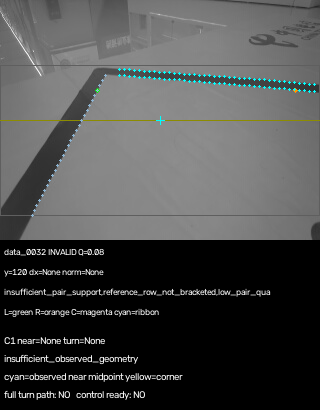 data_0032 INVALID Q=0.08
y=120 dx=None norm=None
insufficient_pair_support,reference_row_not_bracketed,low_pair_qua
L=green R=orange C=magenta cyan=ribbon
C1 near=None turn=None
insufficient_observed_geometry
cyan=observed near midpoint yellow=corner
full turn path: NO control ready: NO